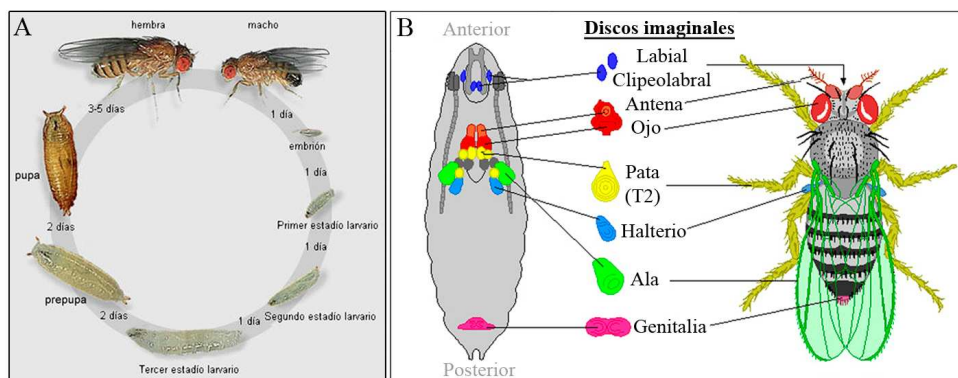 A
hembra
macho
3-5 días
1 día
embrión
1 día
Primer estadío larvario
1 día
Segundo estadío larvario
1 día
Tercer estadío larvario
2 días
prepupa
2 días
pupa
B
Anterior
Posterior
Discos imaginales
Labial
Clipeolabral
Antena
Ojo
Pata
(T2)
Halterio
Ala
Genitalia